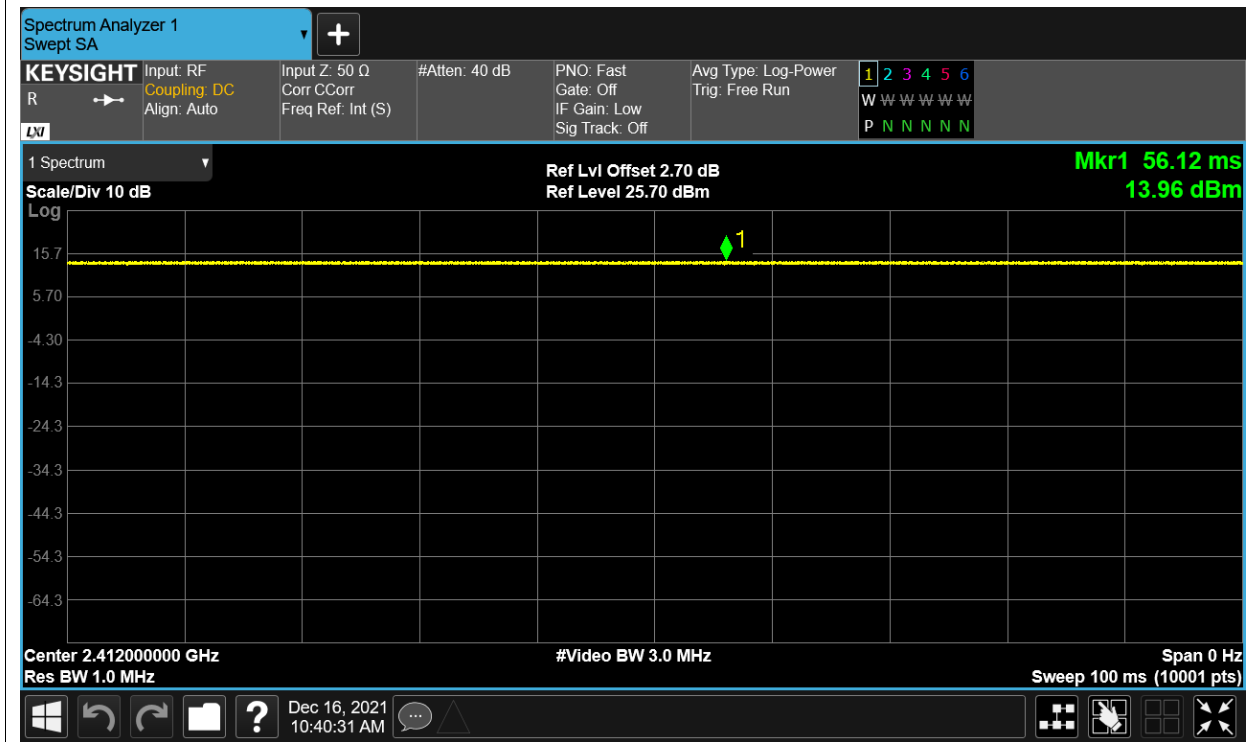 Spectrum Analyzer 1
Swept SA
+
KEYSIGHT
R
LXI
Input: RF
Coupling: DC
Align: Auto
Input Z: 50 Ω
Corr CCorr
Freq Ref: Int (S)
#Atten: 40 dB
PNO: Fast
Gate: Off
IF Gain: Low
Sig Track: Off
Avg Type: Log-Power
Trig: Free Run
1 2 3 4 5 6
W W W W W W
P N N N N N
1 Spectrum
Scale/Div 10 dB
Ref Lvl Offset 2.70 dB
Ref Level 25.70 dBm
Mkr1 56.12 ms
13.96 dBm
Log
1
15.7
5.70
-4.30
-14.3
-24.3
-34.3
-44.3
-54.3
-64.3
Center 2.412000000 GHz
#Video BW 3.0 MHz
Span 0 Hz
Res BW 1.0 MHz
Sweep 100 ms (10001 pts)
?
Dec 16, 2021
10:40:31 AM